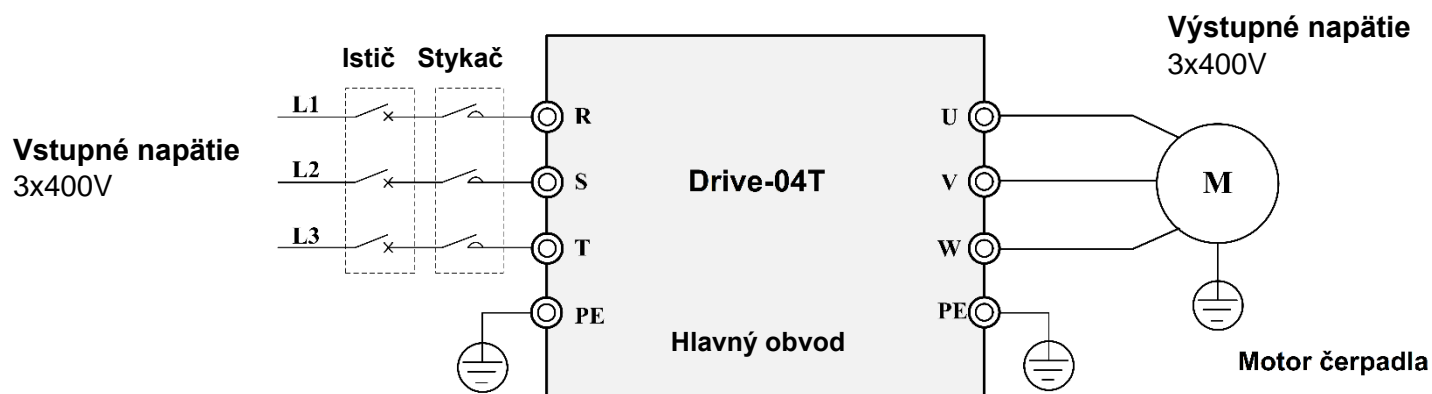 Výstupné napätie
3x400V
Istič Stykač
L1
R
U
Vstupné napätie
3x400V
L2
S
Drive-04T
V
M
L3
T
W
PE
PE
Hlavný obvod
Motor čerpadla